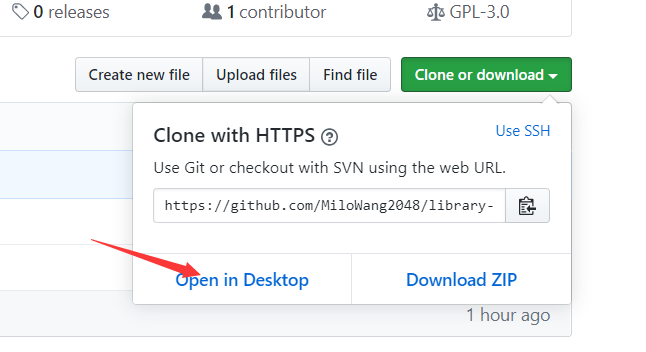 0 releases
1 contributor
GPL-3.0
Create new file
Upload files
Find file
Clone or download
Clone with HTTPS
Use SSH
Use Git or checkout with SVN using the web URL.
https://github.com/MiloWang2048/library-
Open in Desktop
Download ZIP
1 hour ago